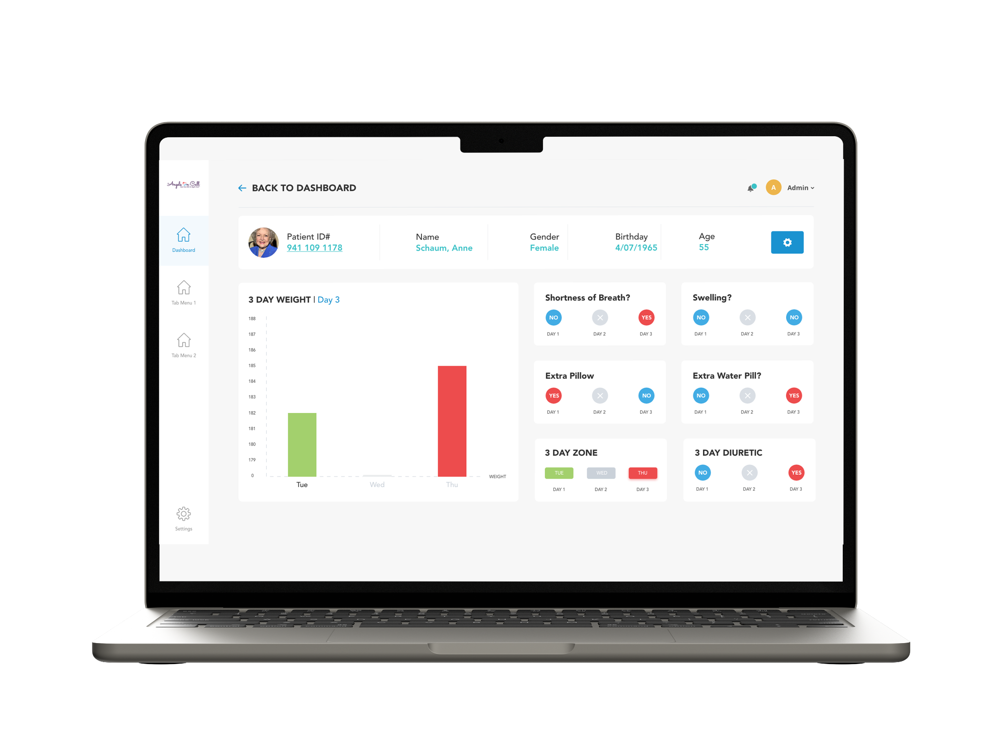 Angels on Call
BACK TO DASHBOARD
A
Admin
Dashboard
Tab Menu 1
Tab Menu 2
Settings
Patient ID#
941 109 1178
Name
Schaum, Anne
Gender
Female
Birthday
4/07/1965
Age
55
3 DAY WEIGHT | Day 3
188
187
186
185
184
183
182
181
180
179
0
WEIGHT
Tue
Wed
Thu
Shortness of Breath?
NO
YES
DAY 1
DAY 2
DAY 3
Swelling?
NO
NO
DAY 1
DAY 2
DAY 3
Extra Pillow
YES
NO
DAY 1
DAY 2
DAY 3
Extra Water Pill?
NO
YES
DAY 1
DAY 2
DAY 3
3 DAY ZONE
TUE
WED
THU
DAY 1
DAY 2
DAY 3
3 DAY DIURETIC
NO
YES
DAY 1
DAY 2
DAY 3